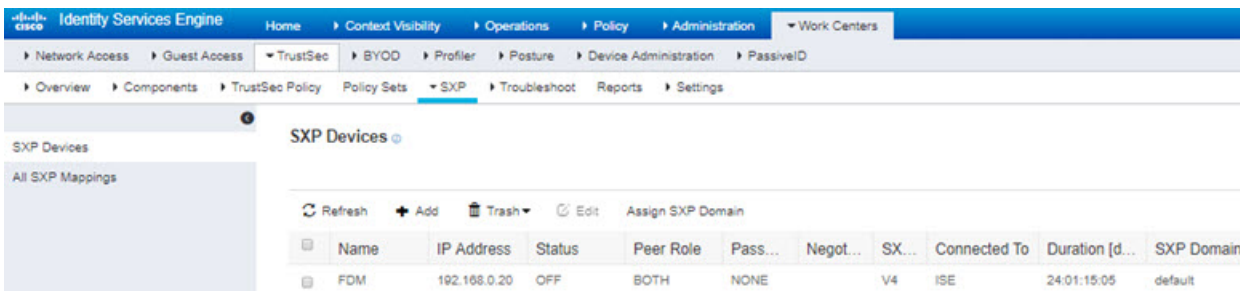 cisco Identity Services Engine Home Context Visibility Operations Policy Administration Work Centers
Network Access Guest Access TrustSec BYOD Profiler Posture Device Administration PassiveID
Overview Components TrustSec Policy Policy Sets SXP Troubleshoot Reports Settings
SXP Devices
All SXP Mappings
SXP Devices
Refresh Add Trash Edit Assign SXP Domain
Name IP Address Status Peer Role Pass... Negot... SX... Connected To Duration [d... SXP Domain
FDM 192.168.0.20 OFF BOTH NONE V4 ISE 24:01:15:05 default